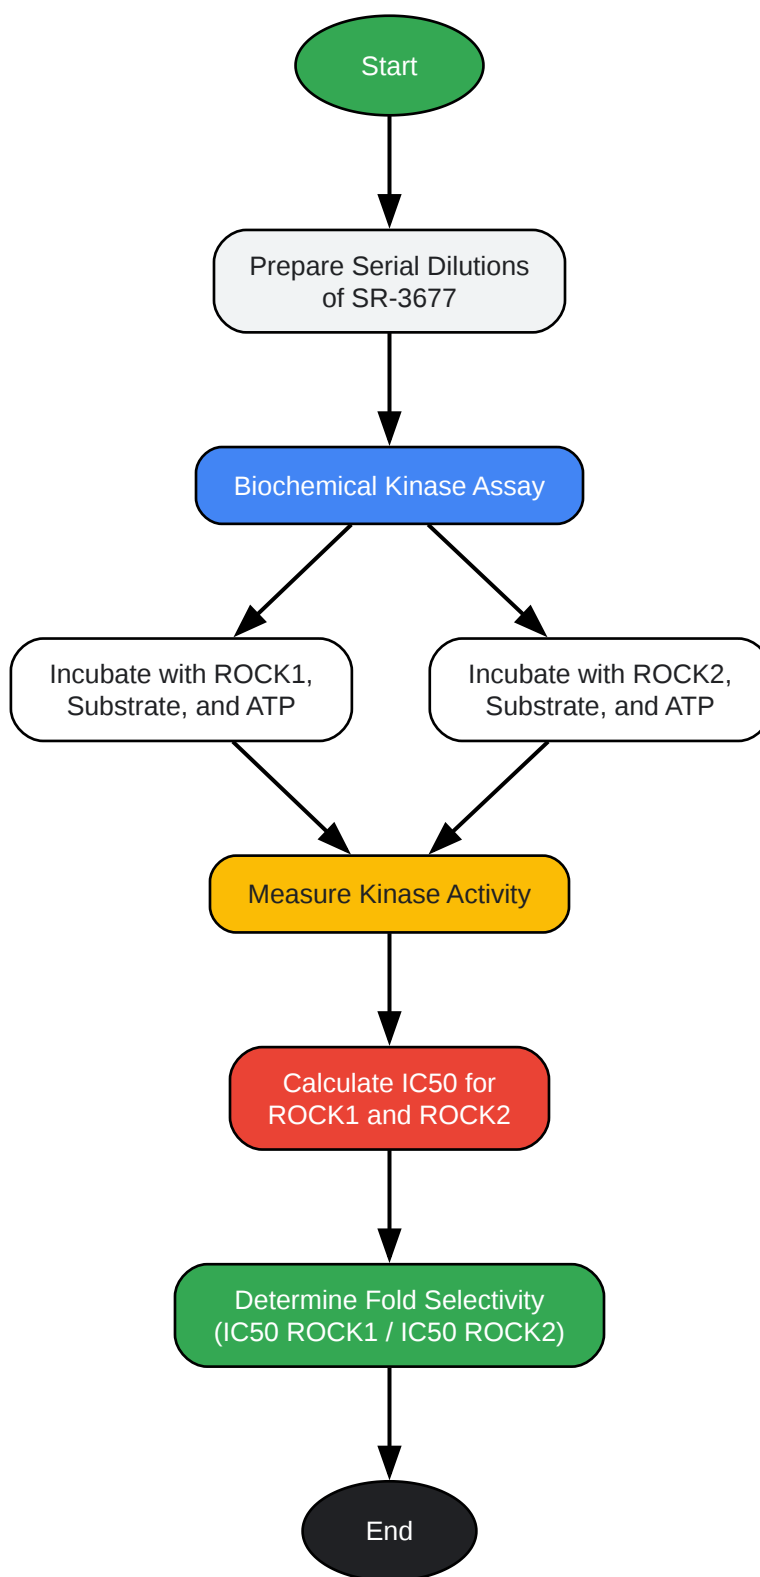 Start
Prepare Serial Dilutions
of SR-3677
Biochemical Kinase Assay
Incubate with ROCK1,
Substrate, and ATP
Incubate with ROCK2,
Substrate, and ATP
Measure Kinase Activity
Calculate IC50 for
ROCK1 and ROCK2
Determine Fold Selectivity
(IC50 ROCK1 / IC50 ROCK2)
End